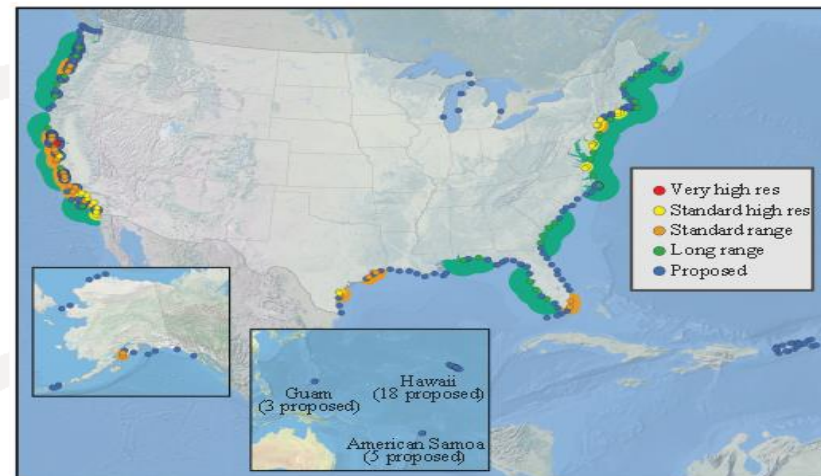 Very high res
Standard high res
Standard range
Long range
Proposed
Guam
(3 proposed)
Hawaii
(18 proposed)
American Samoa
(5 proposed)